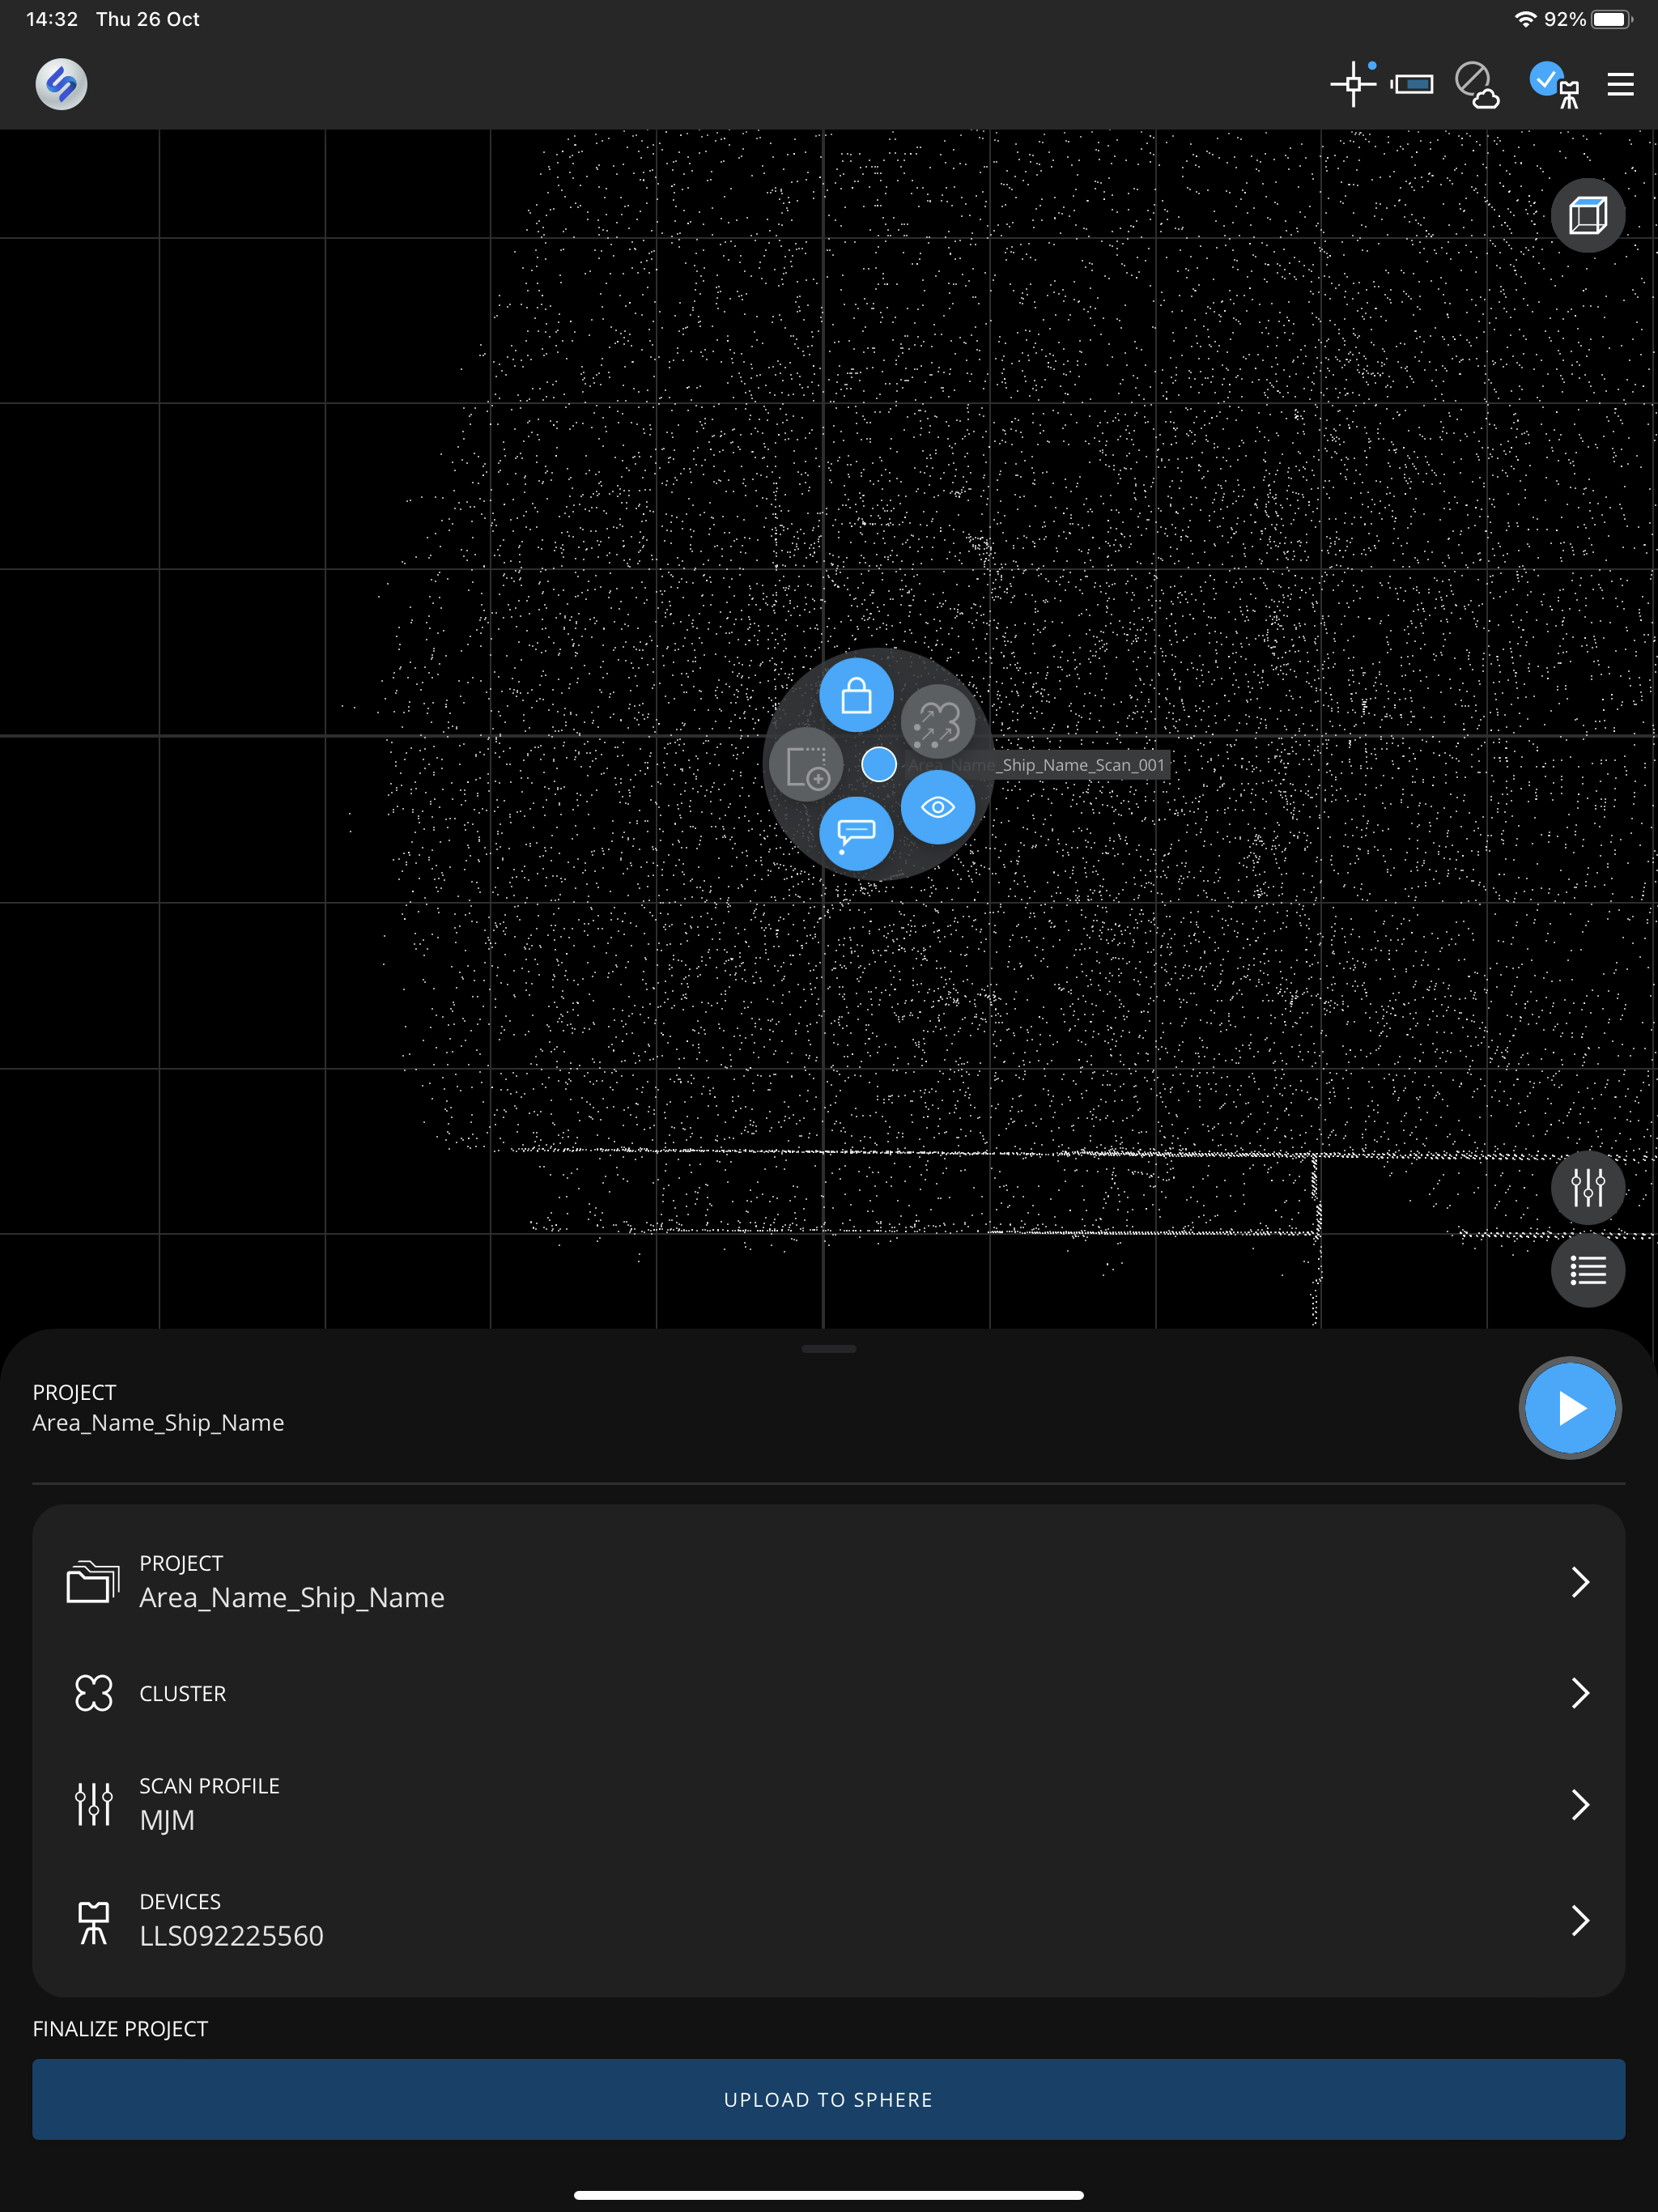 14:32 Thu 26 Oct
92%
Area_Name_Ship_Name_Scan_001
PROJECT
Area_Name_Ship_Name
PROJECT
Area_Name_Ship_Name
CLUSTER
SCAN PROFILE
MJM
DEVICES
LLS092225560
FINALIZE PROJECT
UPLOAD TO SPHERE